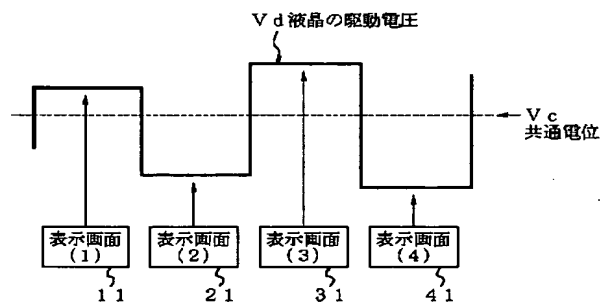 Ｖｄ液晶の駆動電圧
Ｖｃ
共通電位
表示画面
(1)
表示画面
(2)
表示画面
(3)
表示画面
(4)
１１
２１
３１
４１